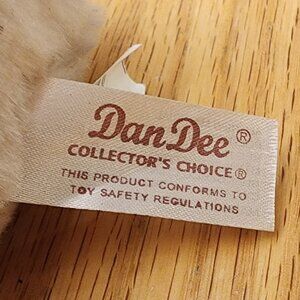 Dan Dee®
COLLECTOR'S CHOICE®
THIS PRODUCT CONFORMS TO
TOY SAFETY REGULATIONS